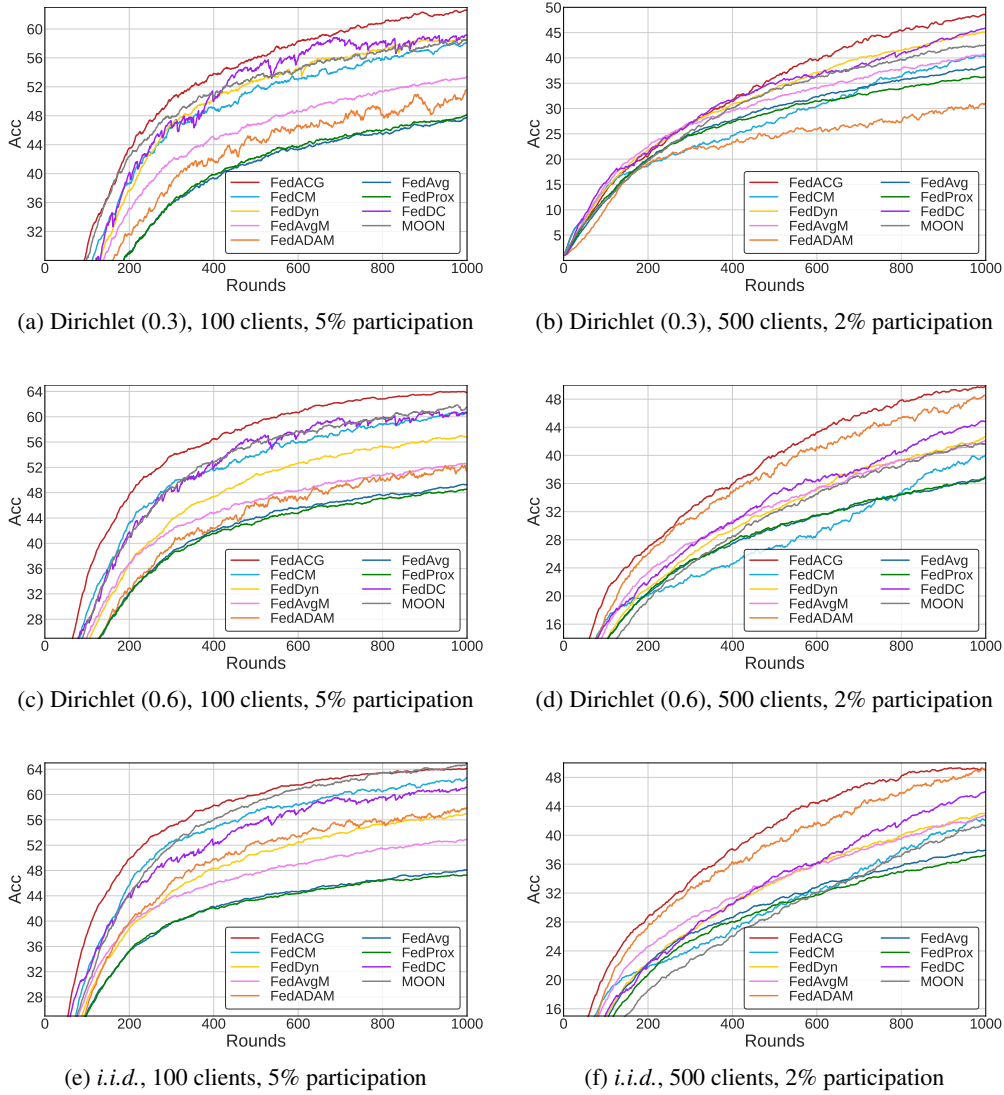 63
60
56
52
48
44
40
36
32
Acc
0 200 400 600 800 1000
Rounds
FedACG
FedCM
FedDyn
FedAvgM
FedADAM
FedAvg
FedProx
FedDC
MOON
50
45
40
35
30
25
20
15
10
5
Acc
0 200 400 600 800 1000
Rounds
FedACG
FedCM
FedDyn
FedAvgM
FedADAM
FedAvg
FedProx
FedDC
MOON
(a) Dirichlet (0.3), 100 clients, 5% participation
(b) Dirichlet (0.3), 500 clients, 2% participation
64
60
56
52
48
44
40
36
32
28
Acc
0 200 400 600 800 1000
Rounds
FedACG
FedCM
FedDyn
FedAvgM
FedADAM
FedAvg
FedProx
FedDC
MOON
48
44
40
36
32
28
24
20
16
Acc
0 200 400 600 800 1000
Rounds
FedACG
FedCM
FedDyn
FedAvgM
FedADAM
FedAvg
FedProx
FedDC
MOON
(c) Dirichlet (0.6), 100 clients, 5% participation
(d) Dirichlet (0.6), 500 clients, 2% participation
64
60
56
52
48
44
40
36
32
28
Acc
0 200 400 600 800 1000
Rounds
FedACG
FedCM
FedDyn
FedAvgM
FedADAM
FedAvg
FedProx
FedDC
MOON
48
44
40
36
32
28
24
20
16
Acc
0 200 400 600 800 1000
Rounds
FedACG
FedCM
FedDyn
FedAvgM
FedADAM
FedAvg
FedProx
FedDC
MOON
(e) i.i.d., 100 clients, 5% participation
(f) i.i.d., 500 clients, 2% participation